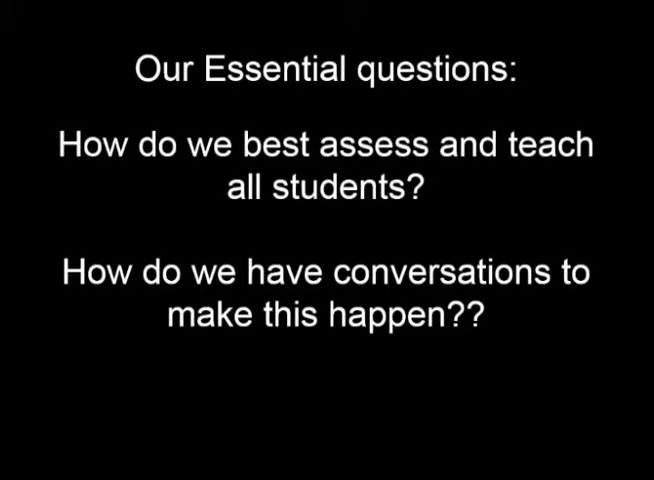 Our Essential questions:
How do we best assess and teach
all students?
How do we have conversations to
make this happen??